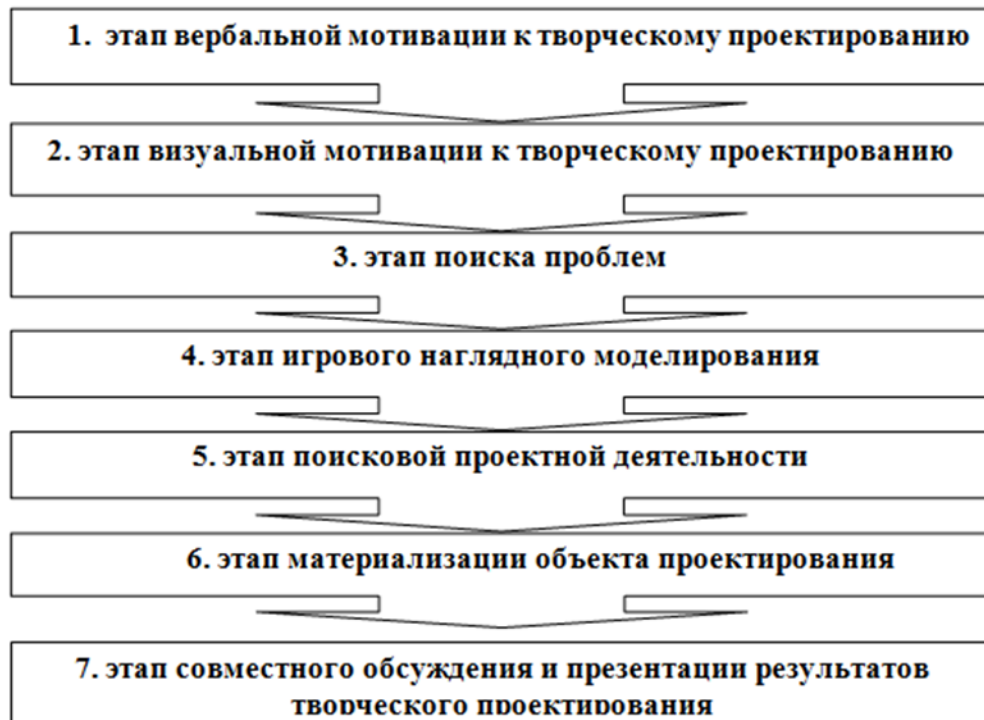 1. этап вербальной мотивации к творческому проектированию
2. этап визуальной мотивации к творческому проектированию
3. этап поиска проблем
4. этап игрового наглядного моделирования
5. этап поисковой проектной деятельности
6. этап материализации объекта проектирования
7. этап совместного обсуждения и презентации результатов
творческого проектирования